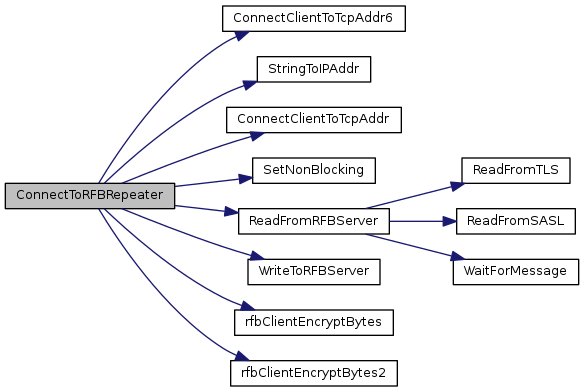 ConnectClientToTcpAddr6
StringToIPAddr
ConnectClientToTcpAddr
SetNonBlocking
ReadFromTLS
ConnectToRFBRepeater
ReadFromRFBServer
ReadFromSASL
WriteToRFBServer
WaitForMessage
rfbClientEncryptBytes
rfbClientEncryptBytes2